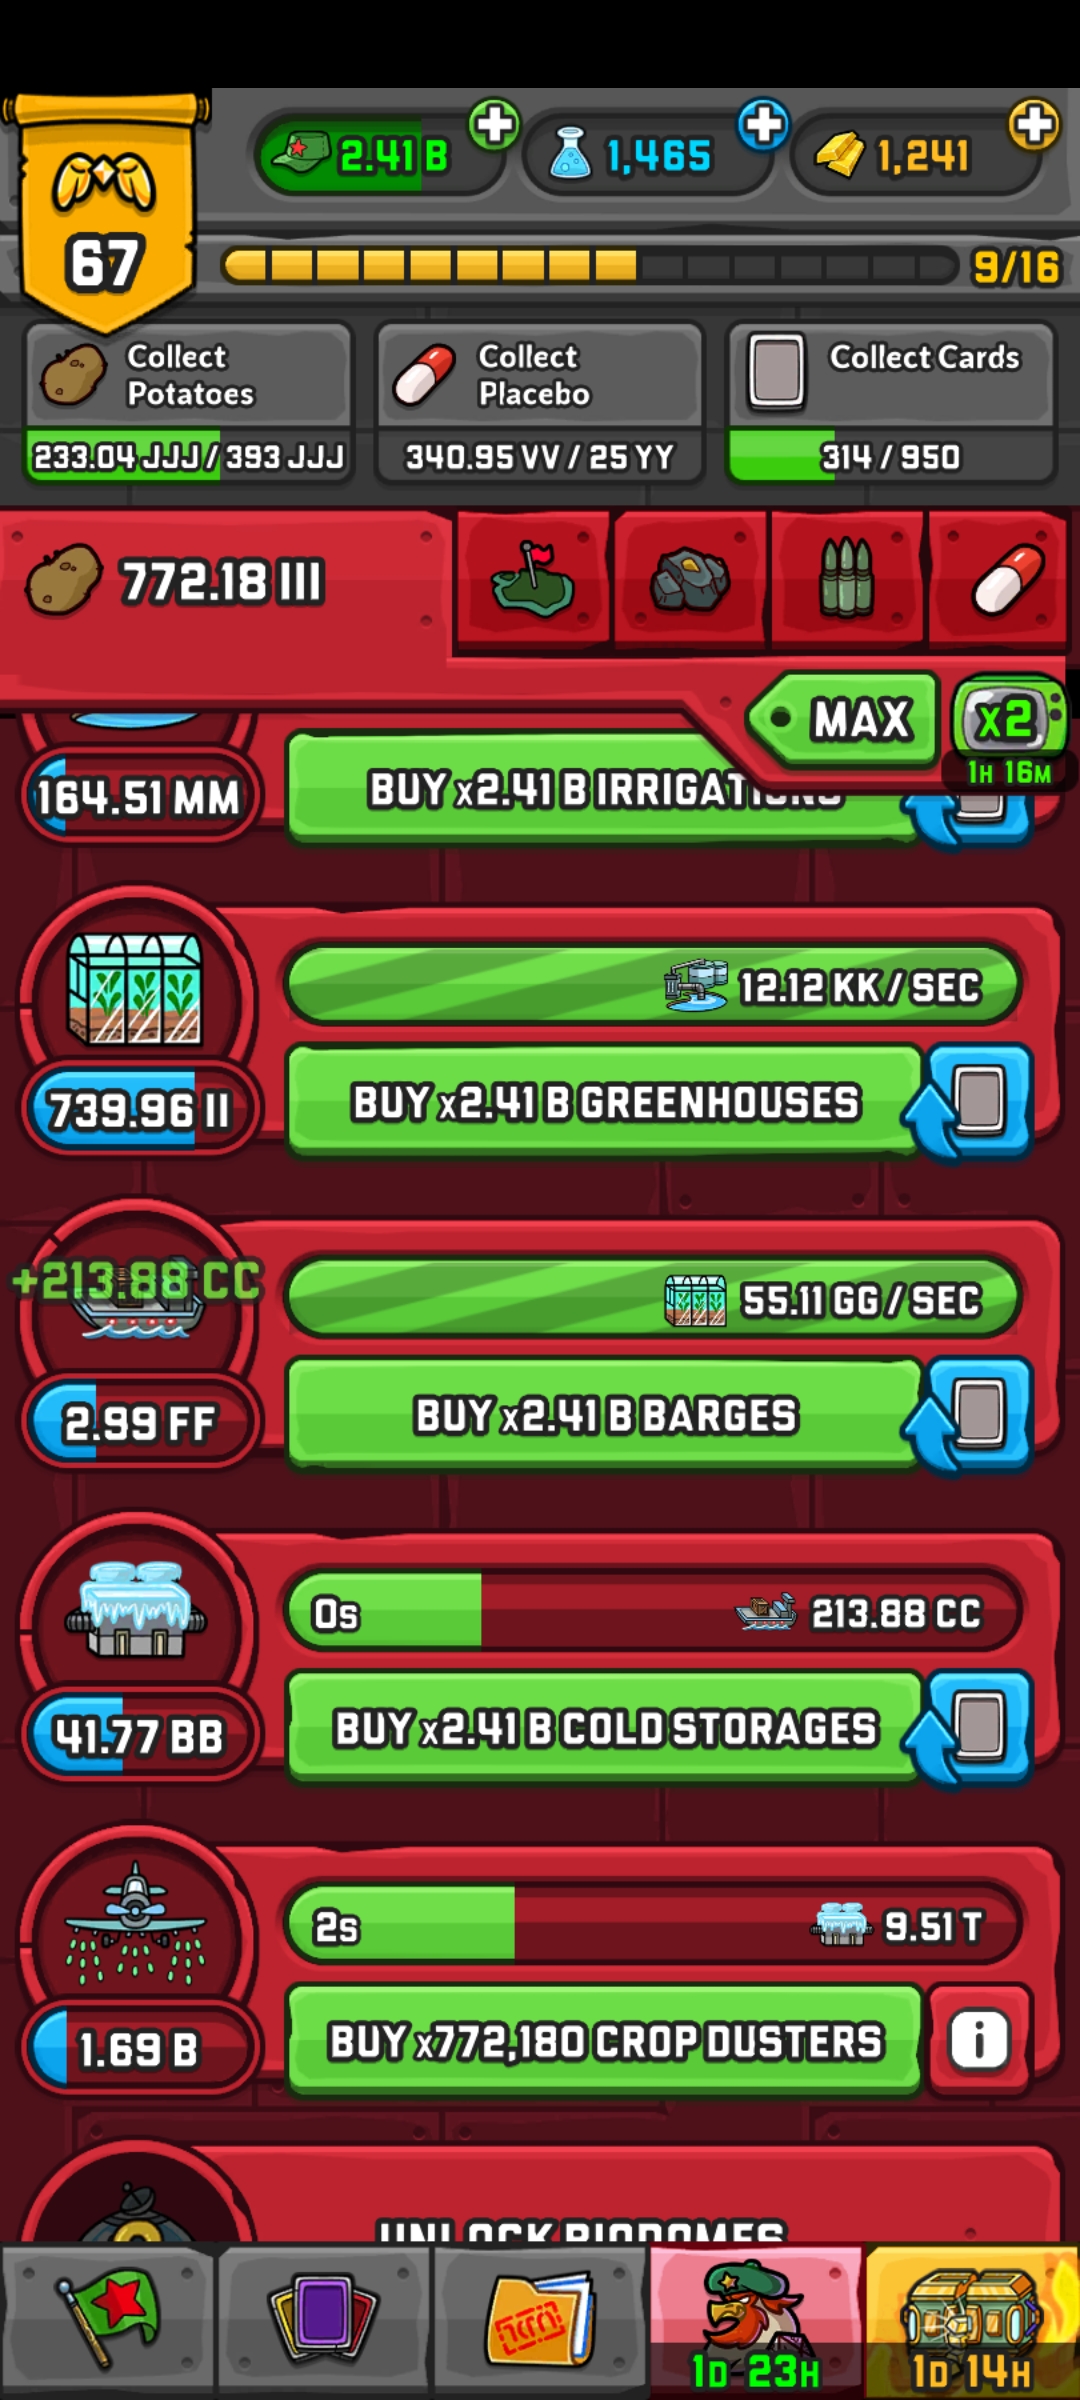 2.41 B
1,465
1,241
67
9/16
Collect
Potatoes
Collect
Placebo
Collect Cards
233.04 JJJ / 393 JJJ
340.95 VV / 25 YY
314 / 950
772.18 III
MAX
x2
1H 16M
164.51 MM
BUY x2.41 B IRRIGATIONS
12.12 KK / SEC
739.96 II
BUY x2.41 B GREENHOUSES
+213.88 CC
55.11 GG / SEC
2.99 FF
BUY x2.41 B BARGES
0s
213.88 CC
41.77 BB
BUY x2.41 B COLD STORAGES
2s
9.51 T
1.69 B
BUY x772,180 CROP DUSTERS
i
UNLOCK BIODOMES
1D 23H
1D 14H